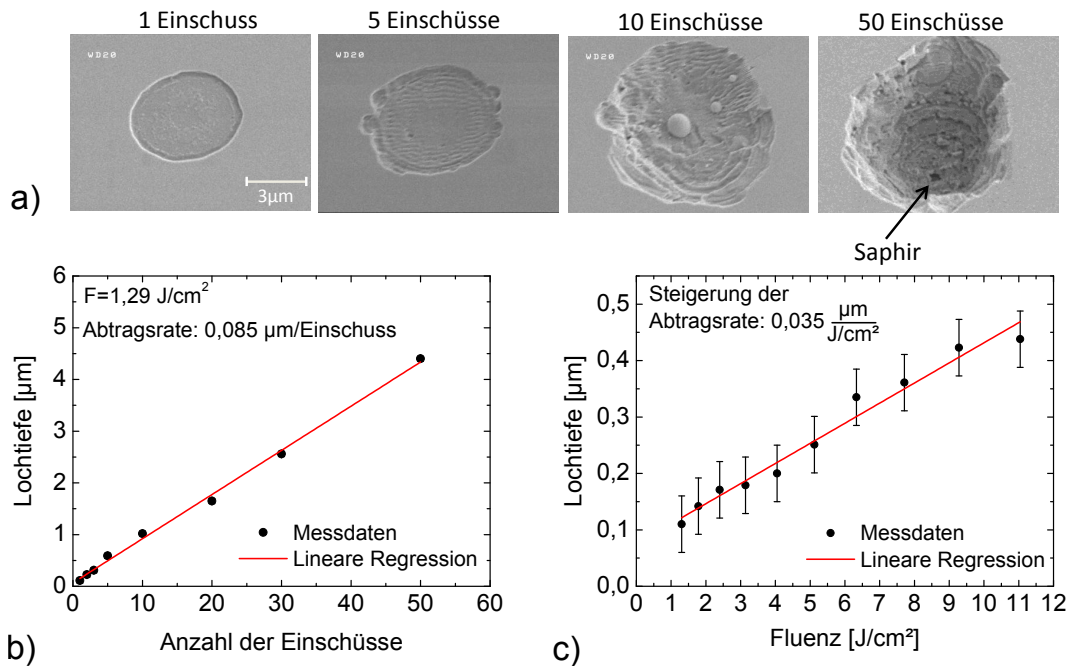 1 Einschuss
5 Einschüsse
10 Einschüsse
50 Einschüsse
WD20
WD20
WD20
WD20
3µm
a)
Saphir
F=1,29 J/cm²
Abtragsrate: 0,085 µm/Einschuss
Lochtiefe [µm]
6
5
4
3
2
1
0
Messdaten
Lineare Regression
0
10
20
30
40
50
60
Anzahl der Einschüsse
b)
Steigerung der
Abtragsrate: 0,035 µm
J/cm²
Lochtiefe [µm]
0,5
0,4
0,3
0,2
0,1
0,0
Messdaten
Lineare Regression
0
1
2
3
4
5
6
7
8
9
10
11
12
Fluenz [J/cm²]
c)